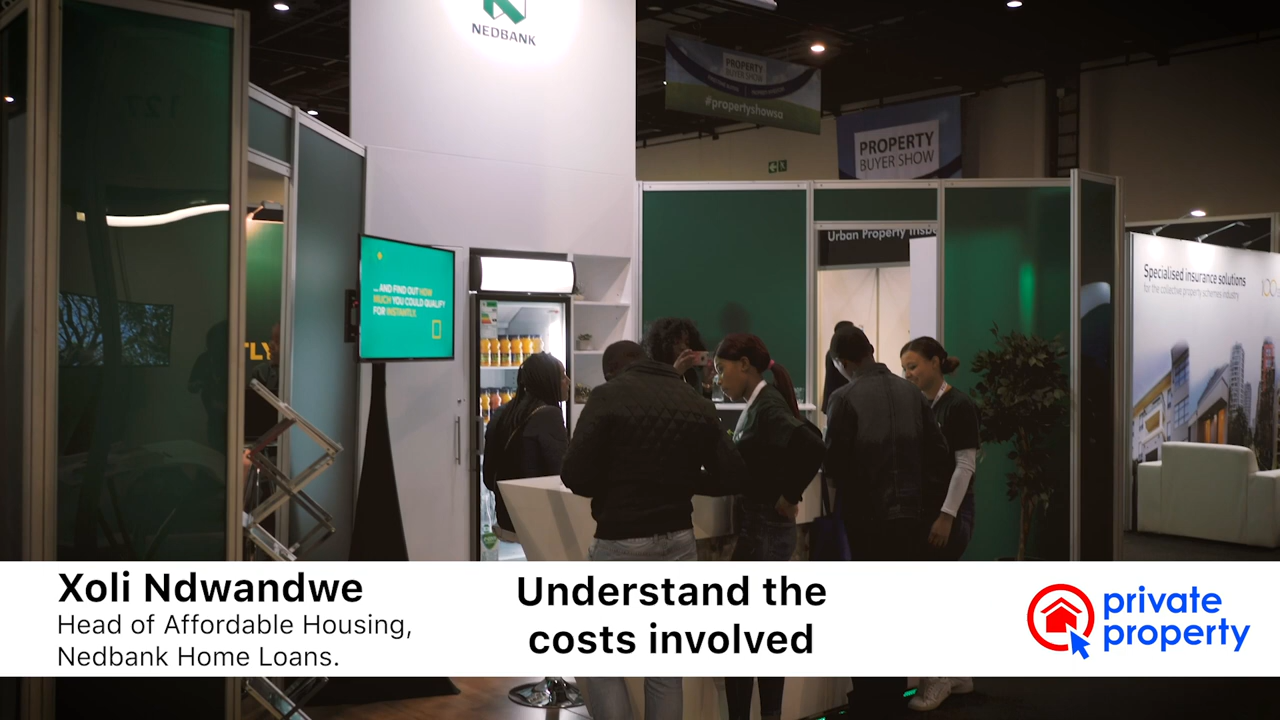 NEDBANK
PROPERTY
BUYER SHOW
#propertyshowsa
PROPERTY
BUYER SHOW
Urban Property
...AND FIND OUT HOW
MUCH YOU COULD QUALIFY
FOR INSTANTLY.
TLY
Specialised insurance solutions
for the collective property schemes industry
Xoli Ndwandwe
Head of Affordable Housing,
Nedbank Home Loans.
Understand the
costs involved
private
property